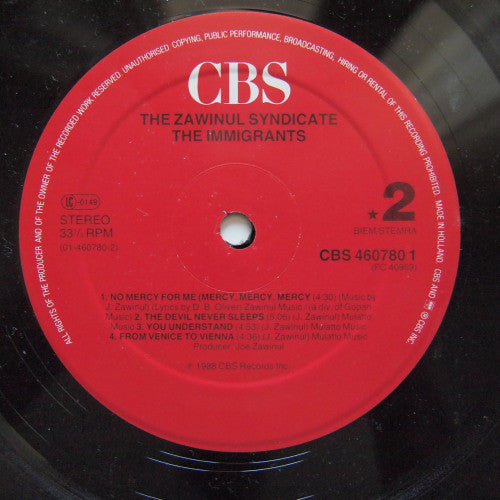 ALL RIGHTS OF THE PRODUCER AND OF THE OWNER OF THE RECORDED WORK RESERVED. UNAUTHORISED COPYING, PUBLIC PERFORMANCE, BROADCASTING, HIRING OR RENTAL OF THIS RECORDING PROHIBITED. MADE IN HOLLAND. CBS AND ARE ® CBS INC.
CBS
THE ZAWINUL SYNDICATE
THE IMMIGRANTS
LC-0149
STEREO
33⅓ RPM
(01-460780-2)
★2
BIEM.STEMRA
CBS 460780 1
(FC 40969)
1. NO MERCY FOR ME (MERCY, MERCY, MERCY (4:30) (Music by
J. Zawinul) (Lyrics by D. B. Oliver) Zawinul Music / (a div. of Gopam
Music) 2. THE DEVIL NEVER SLEEPS (5:06) (J. Zawinul) Mulatto
Music 3. YOU UNDERSTAND (4:53) (J. Zawinul) Mulatto Music
4. FROM VENICE TO VIENNA (4:36) (J. Zawinul) Mulatto Music
Producer: Joe Zawinul
℗ 1988 CBS Records Inc.